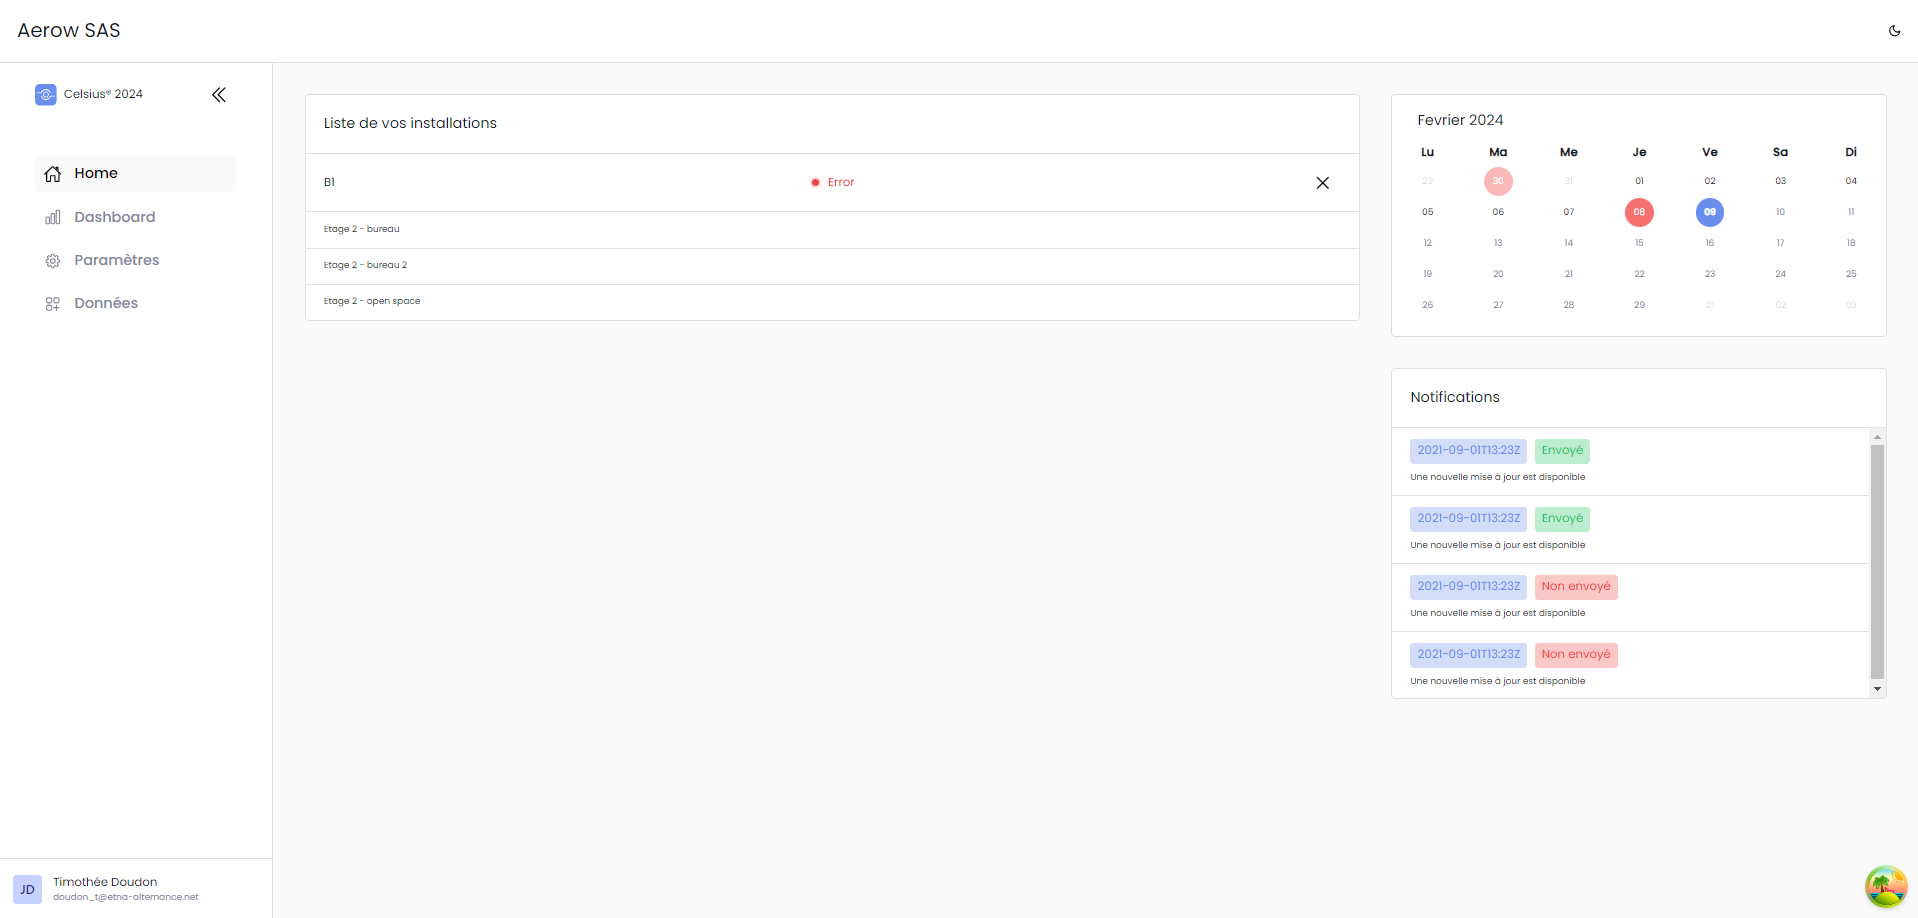 Aerow SAS
Celsius® 2024
Home
Dashboard
Paramètres
Données
Liste de vos installations
B1 Error
Etage 2 - bureau
Etage 2 - bureau 2
Etage 2 - open space
Fevrier 2024
Lu Ma Me Je Ve Sa Di
29 30 31 01 02 03 04
05 06 07 08 09 10 11
12 13 14 15 16 17 18
19 20 21 22 23 24 25
26 27 28 29 01 02 03
Notifications
2021-09-01T13:23Z Envoyé
Une nouvelle mise à jour est disponible
2021-09-01T13:23Z Envoyé
Une nouvelle mise à jour est disponible
2021-09-01T13:23Z Non envoyé
Une nouvelle mise à jour est disponible
2021-09-01T13:23Z Non envoyé
Une nouvelle mise à jour est disponible
JD
Timothée Doudon
doudon_t@etna-alternance.net